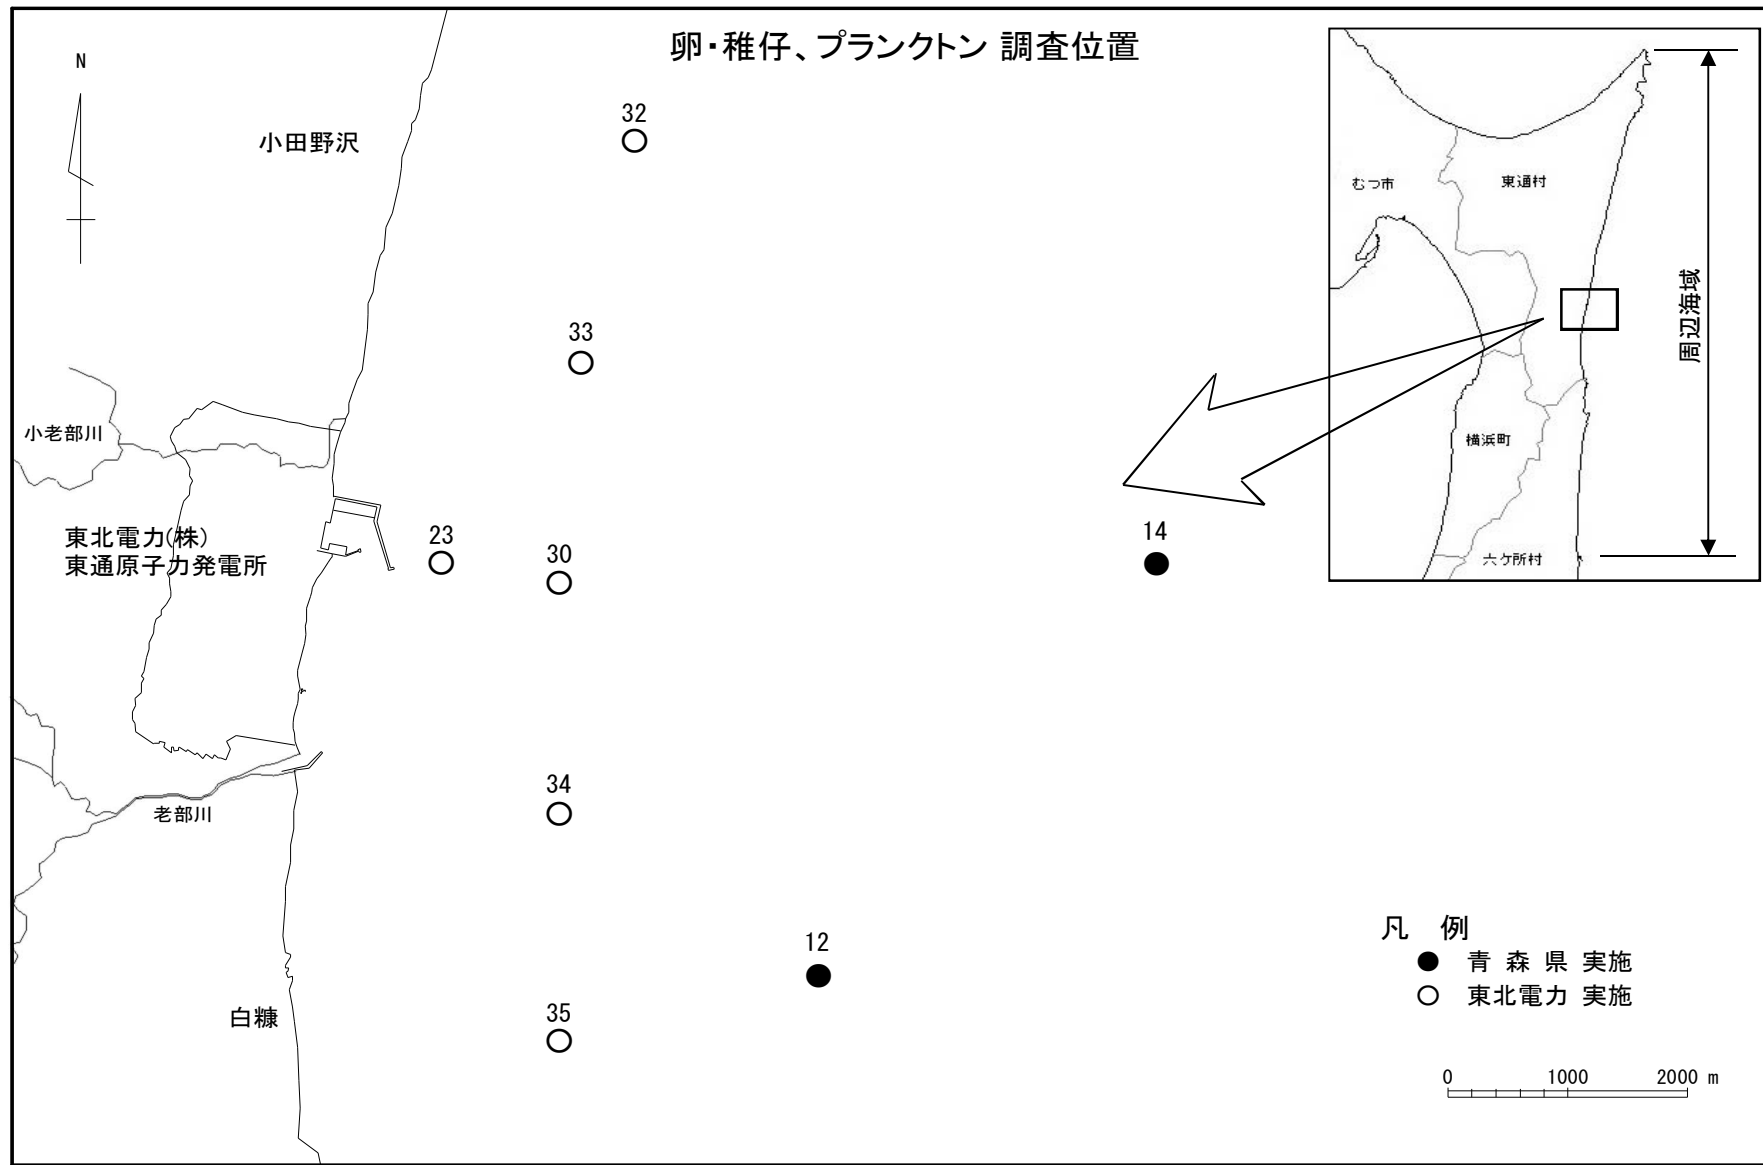 卵・稚仔、プランクトン 調査位置
N
小田野沢
32
33
小老部川
東北電力(株)
東通原子力発電所
23
30
14
34
老部川
12
白糠
35
むつ市
東通村
横浜町
六ケ所村
周辺海域
凡 例
● 青 森 県 実施
○ 東北電力 実施
0 1000 2000 m